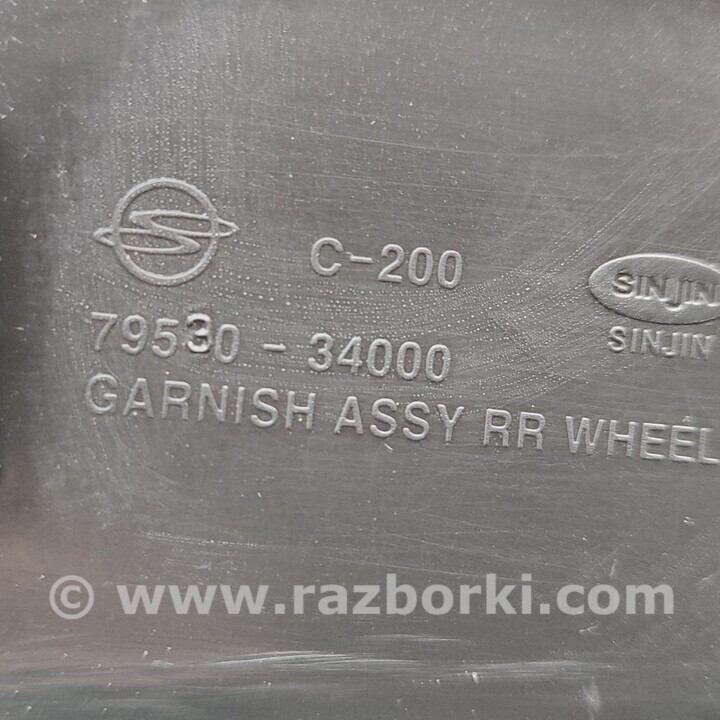 C-200
SINJIN
79530 - 34000
SINJIN
GARNISH ASSY RR WHEEL
© www.razborki.com